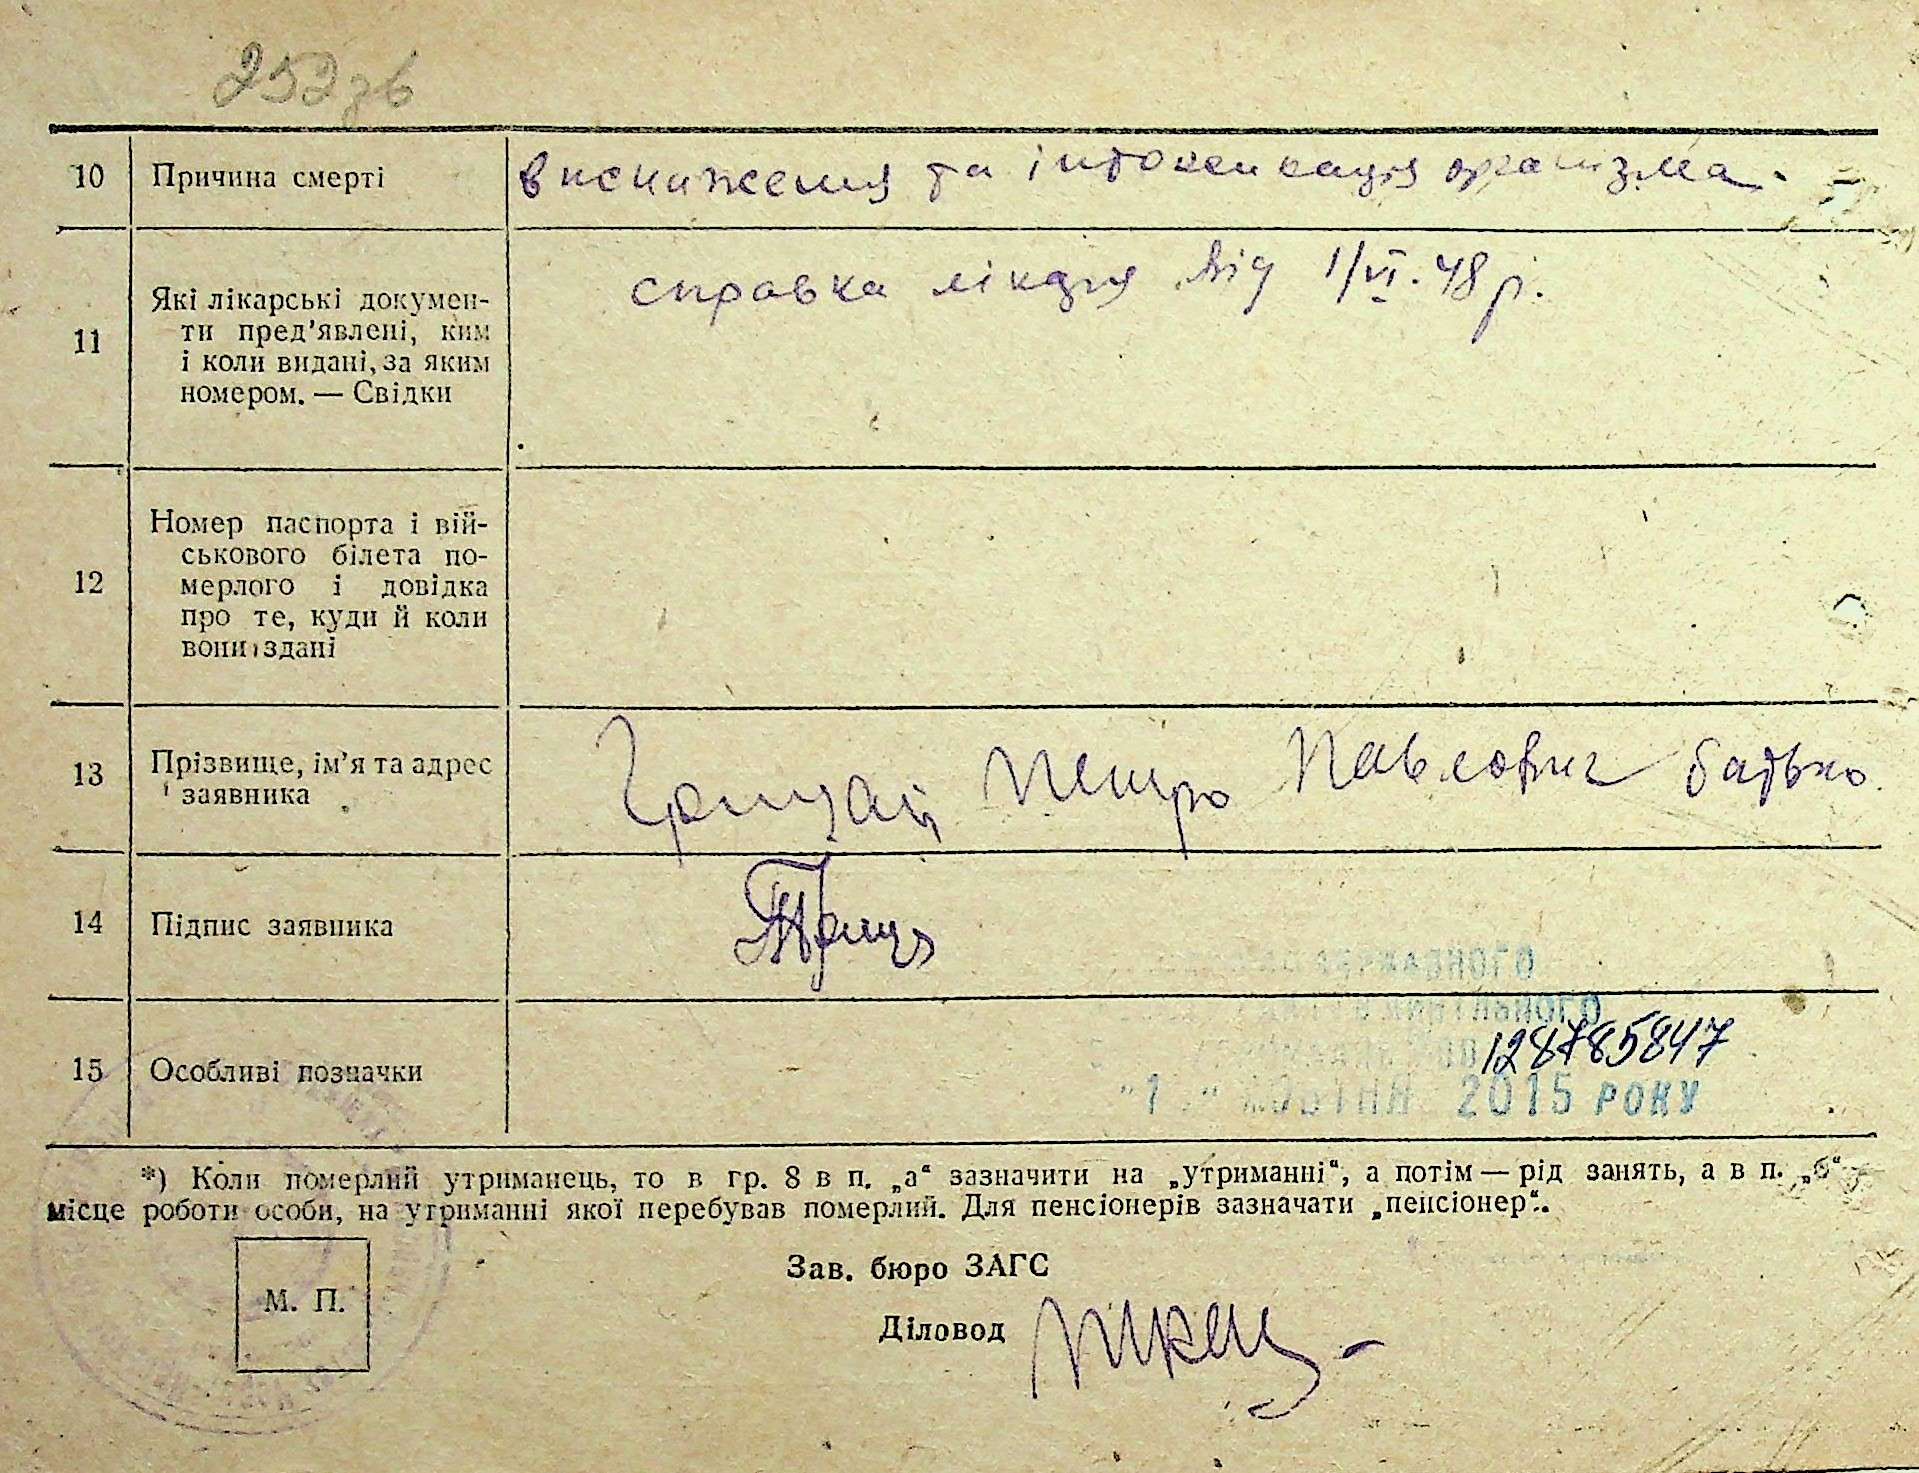 252 зв
10 Причина смерті виснаження та інтоксикація організма.
11 Які лікарські докумен-
ти пред’явлені, ким
і коли видані, за яким
номером. — Свідки
справка лікаря від 1/VI.48 р.
12 Номер паспорта і вій-
ськового білета по-
мерлого і довідка
про те, куди й коли
вони здані
13 Прізвище, ім’я та адрес
заявника
Грицай Петро Павлович батько
14 Підпис заявника
15 Особливі позначки
ДЕРЖАВНОГО
128785847
2015 РОКУ
*) Коли померлий утриманець, то в гр. 8 в п. „а“ зазначити на „утриманні“, а потім — рід занять, а в п. „б“
місце роботи особи, на утриманні якої перебував померлий. Для пенсіонерів зазначати „пенсіонер“.
Зав. бюро ЗАГС
М. П.
Діловод